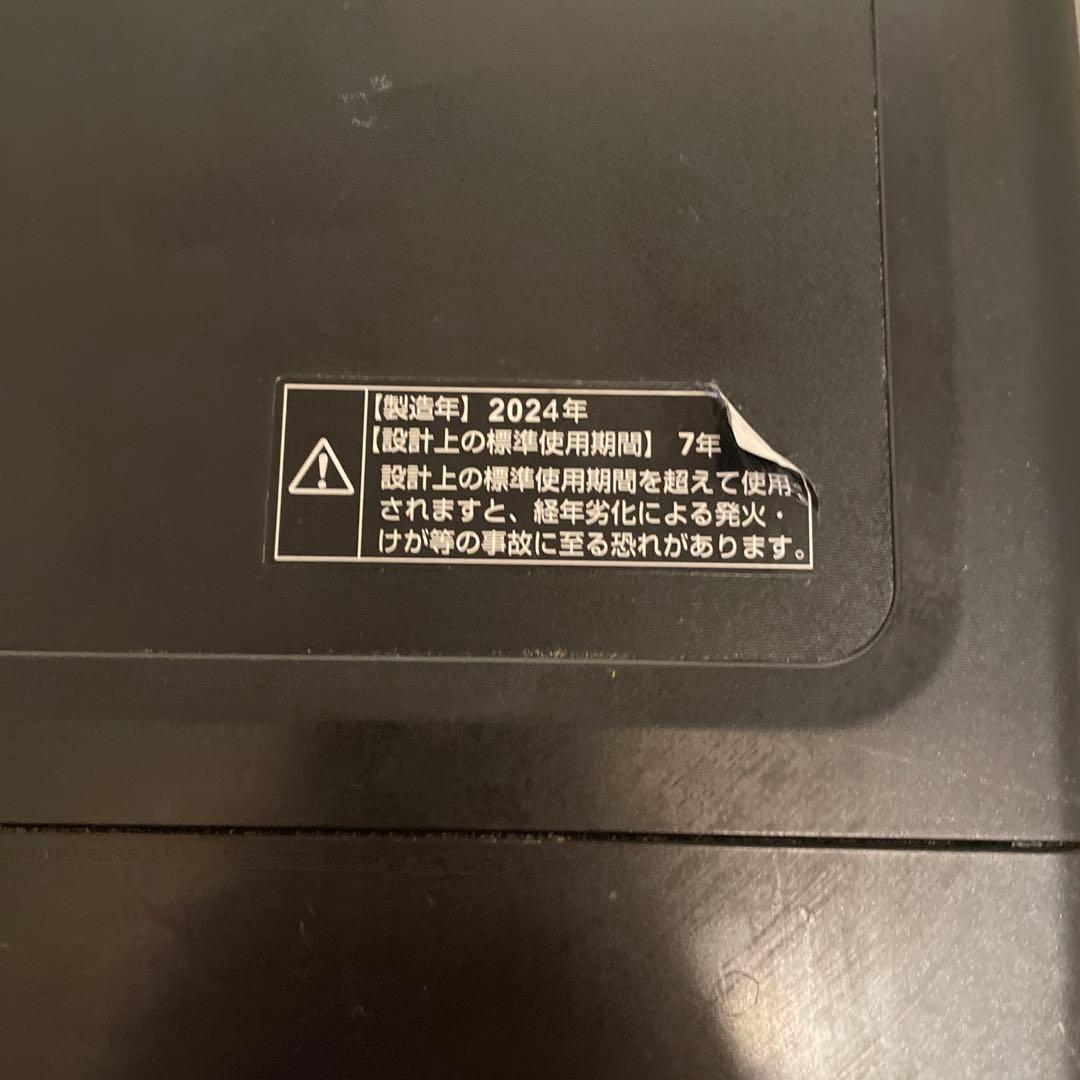 【製造年】 2024年
【設計上の標準使用期間】 7年
設計上の標準使用期間を超えて使用
されますと、経年劣化による発火・
けが等の事故に至る恐れがあります。